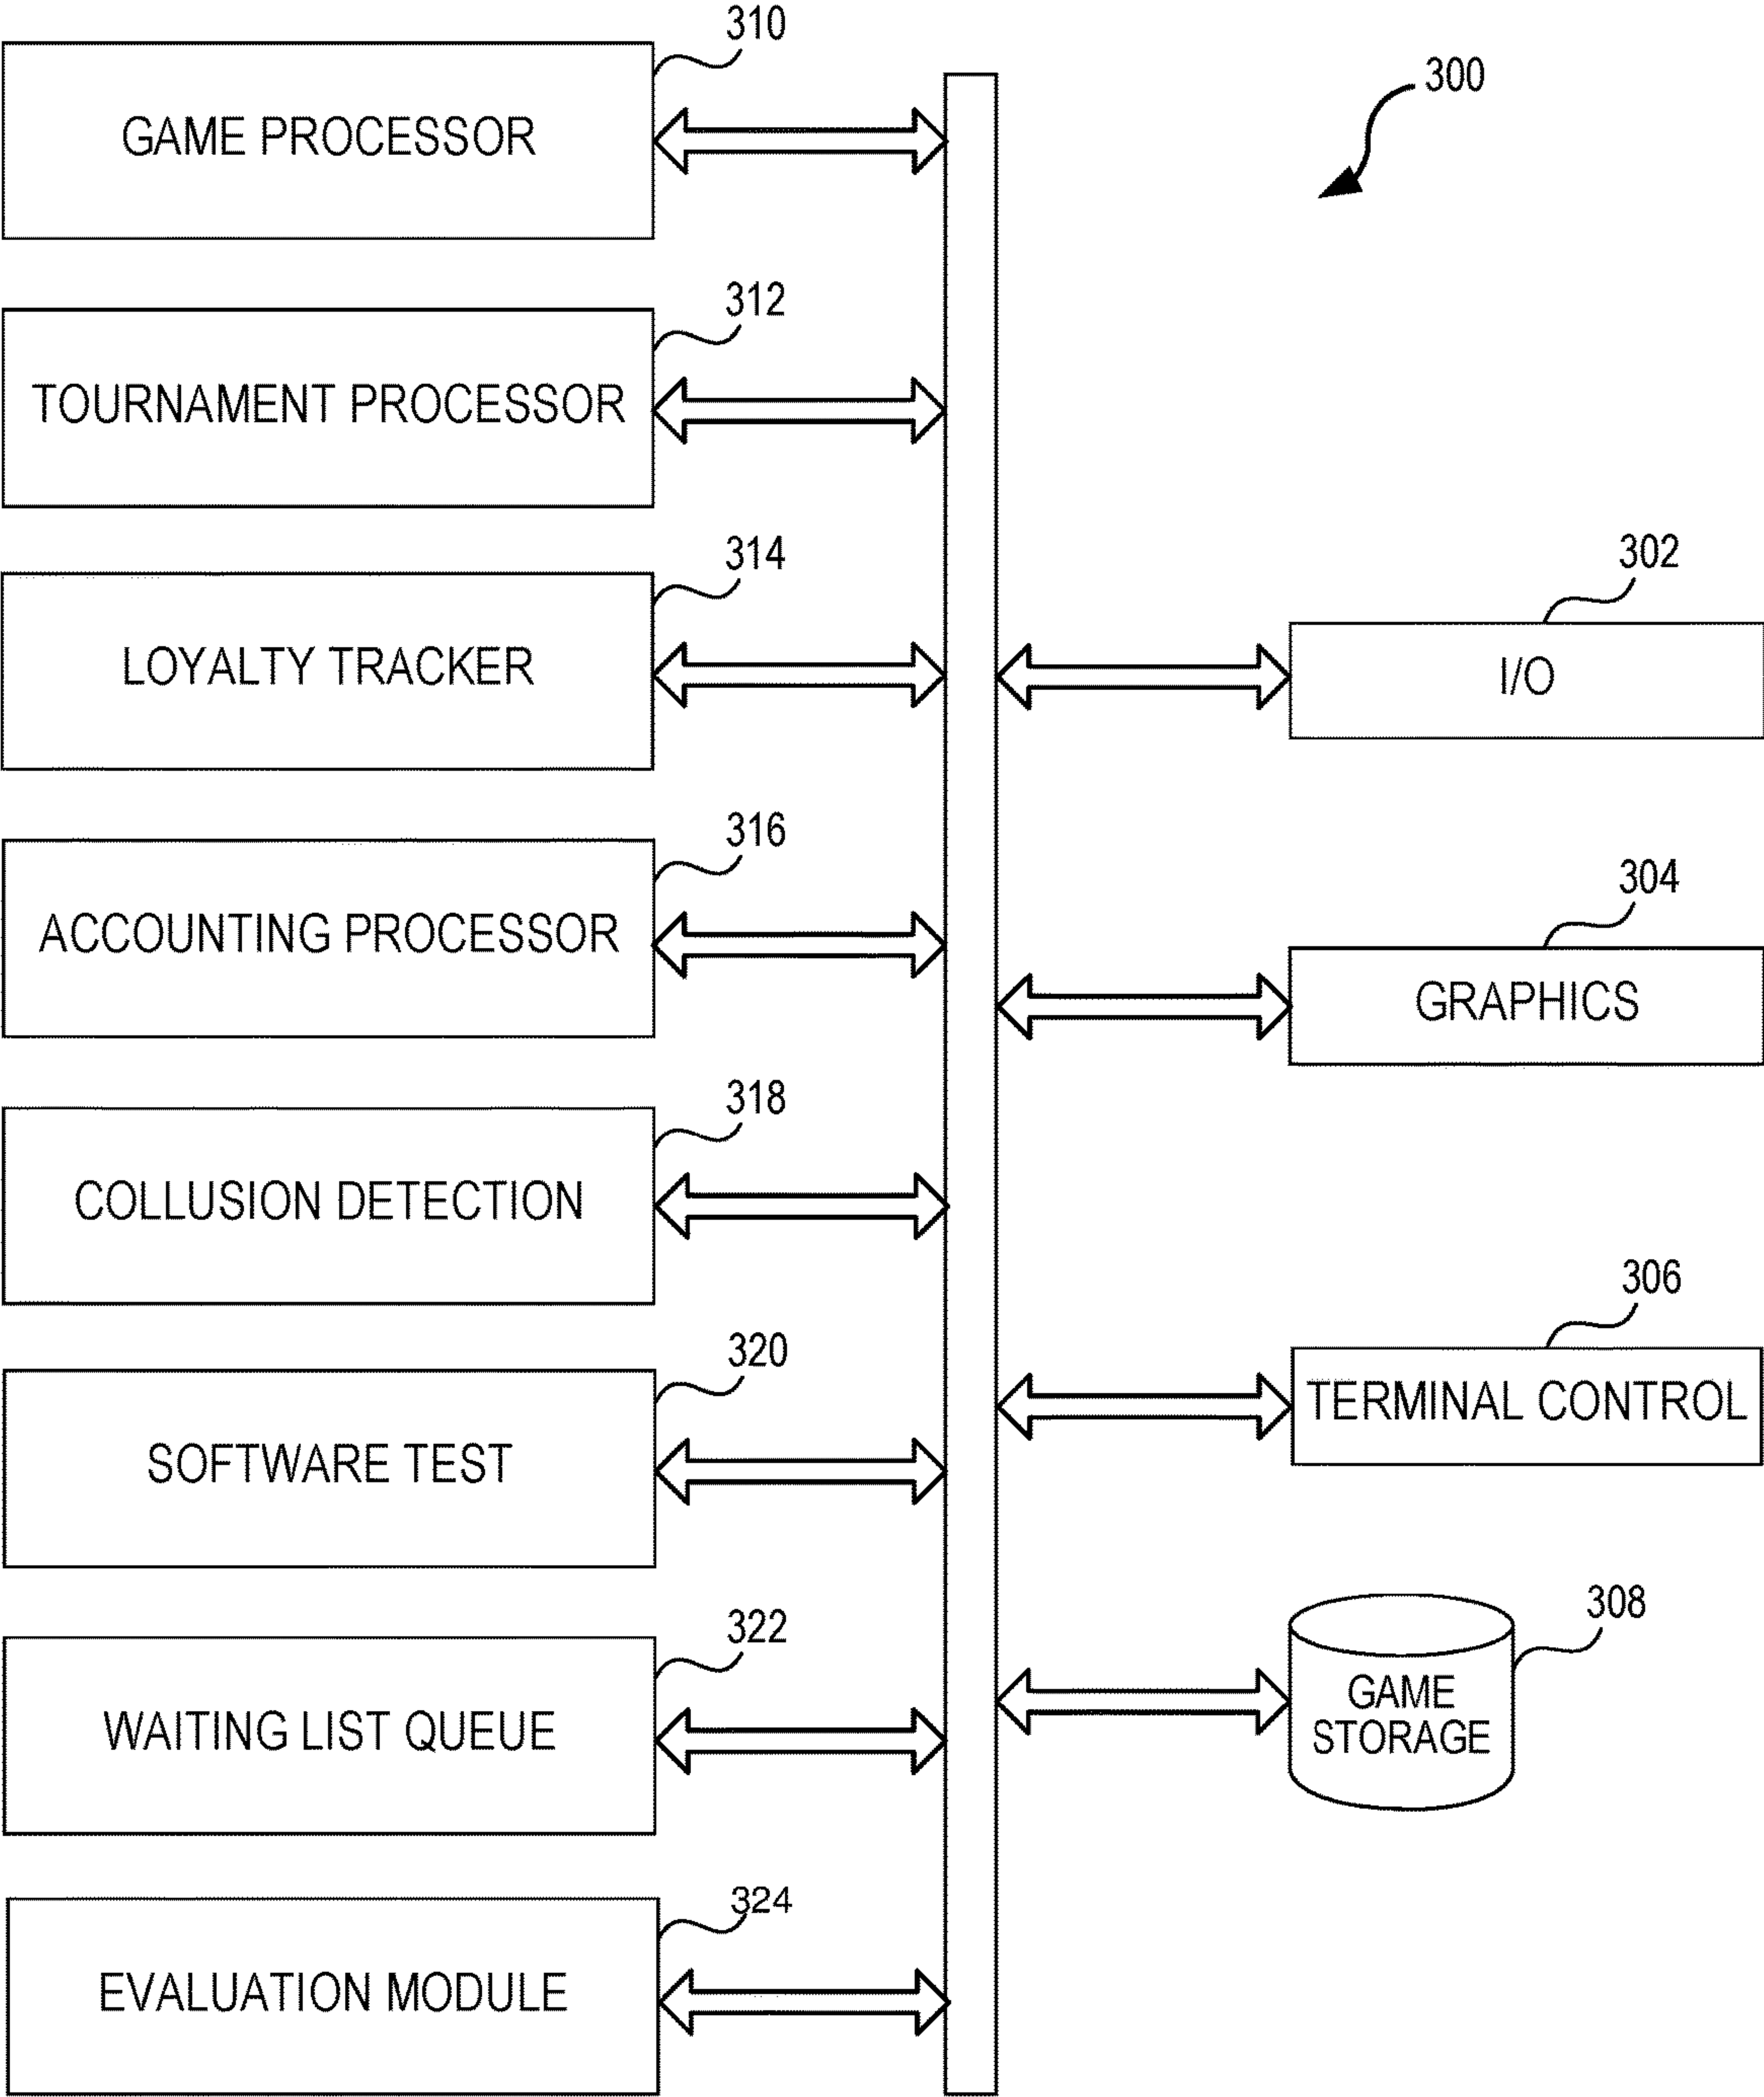 310
GAME PROCESSOR
300
312
TOURNAMENT PROCESSOR
314
LOYALTY TRACKER
302
I/O
316
ACCOUNTING PROCESSOR
304
GRAPHICS
318
COLLUSION DETECTION
306
TERMINAL CONTROL
320
SOFTWARE TEST
308
GAME
STORAGE
322
WAITING LIST QUEUE
324
EVALUATION MODULE